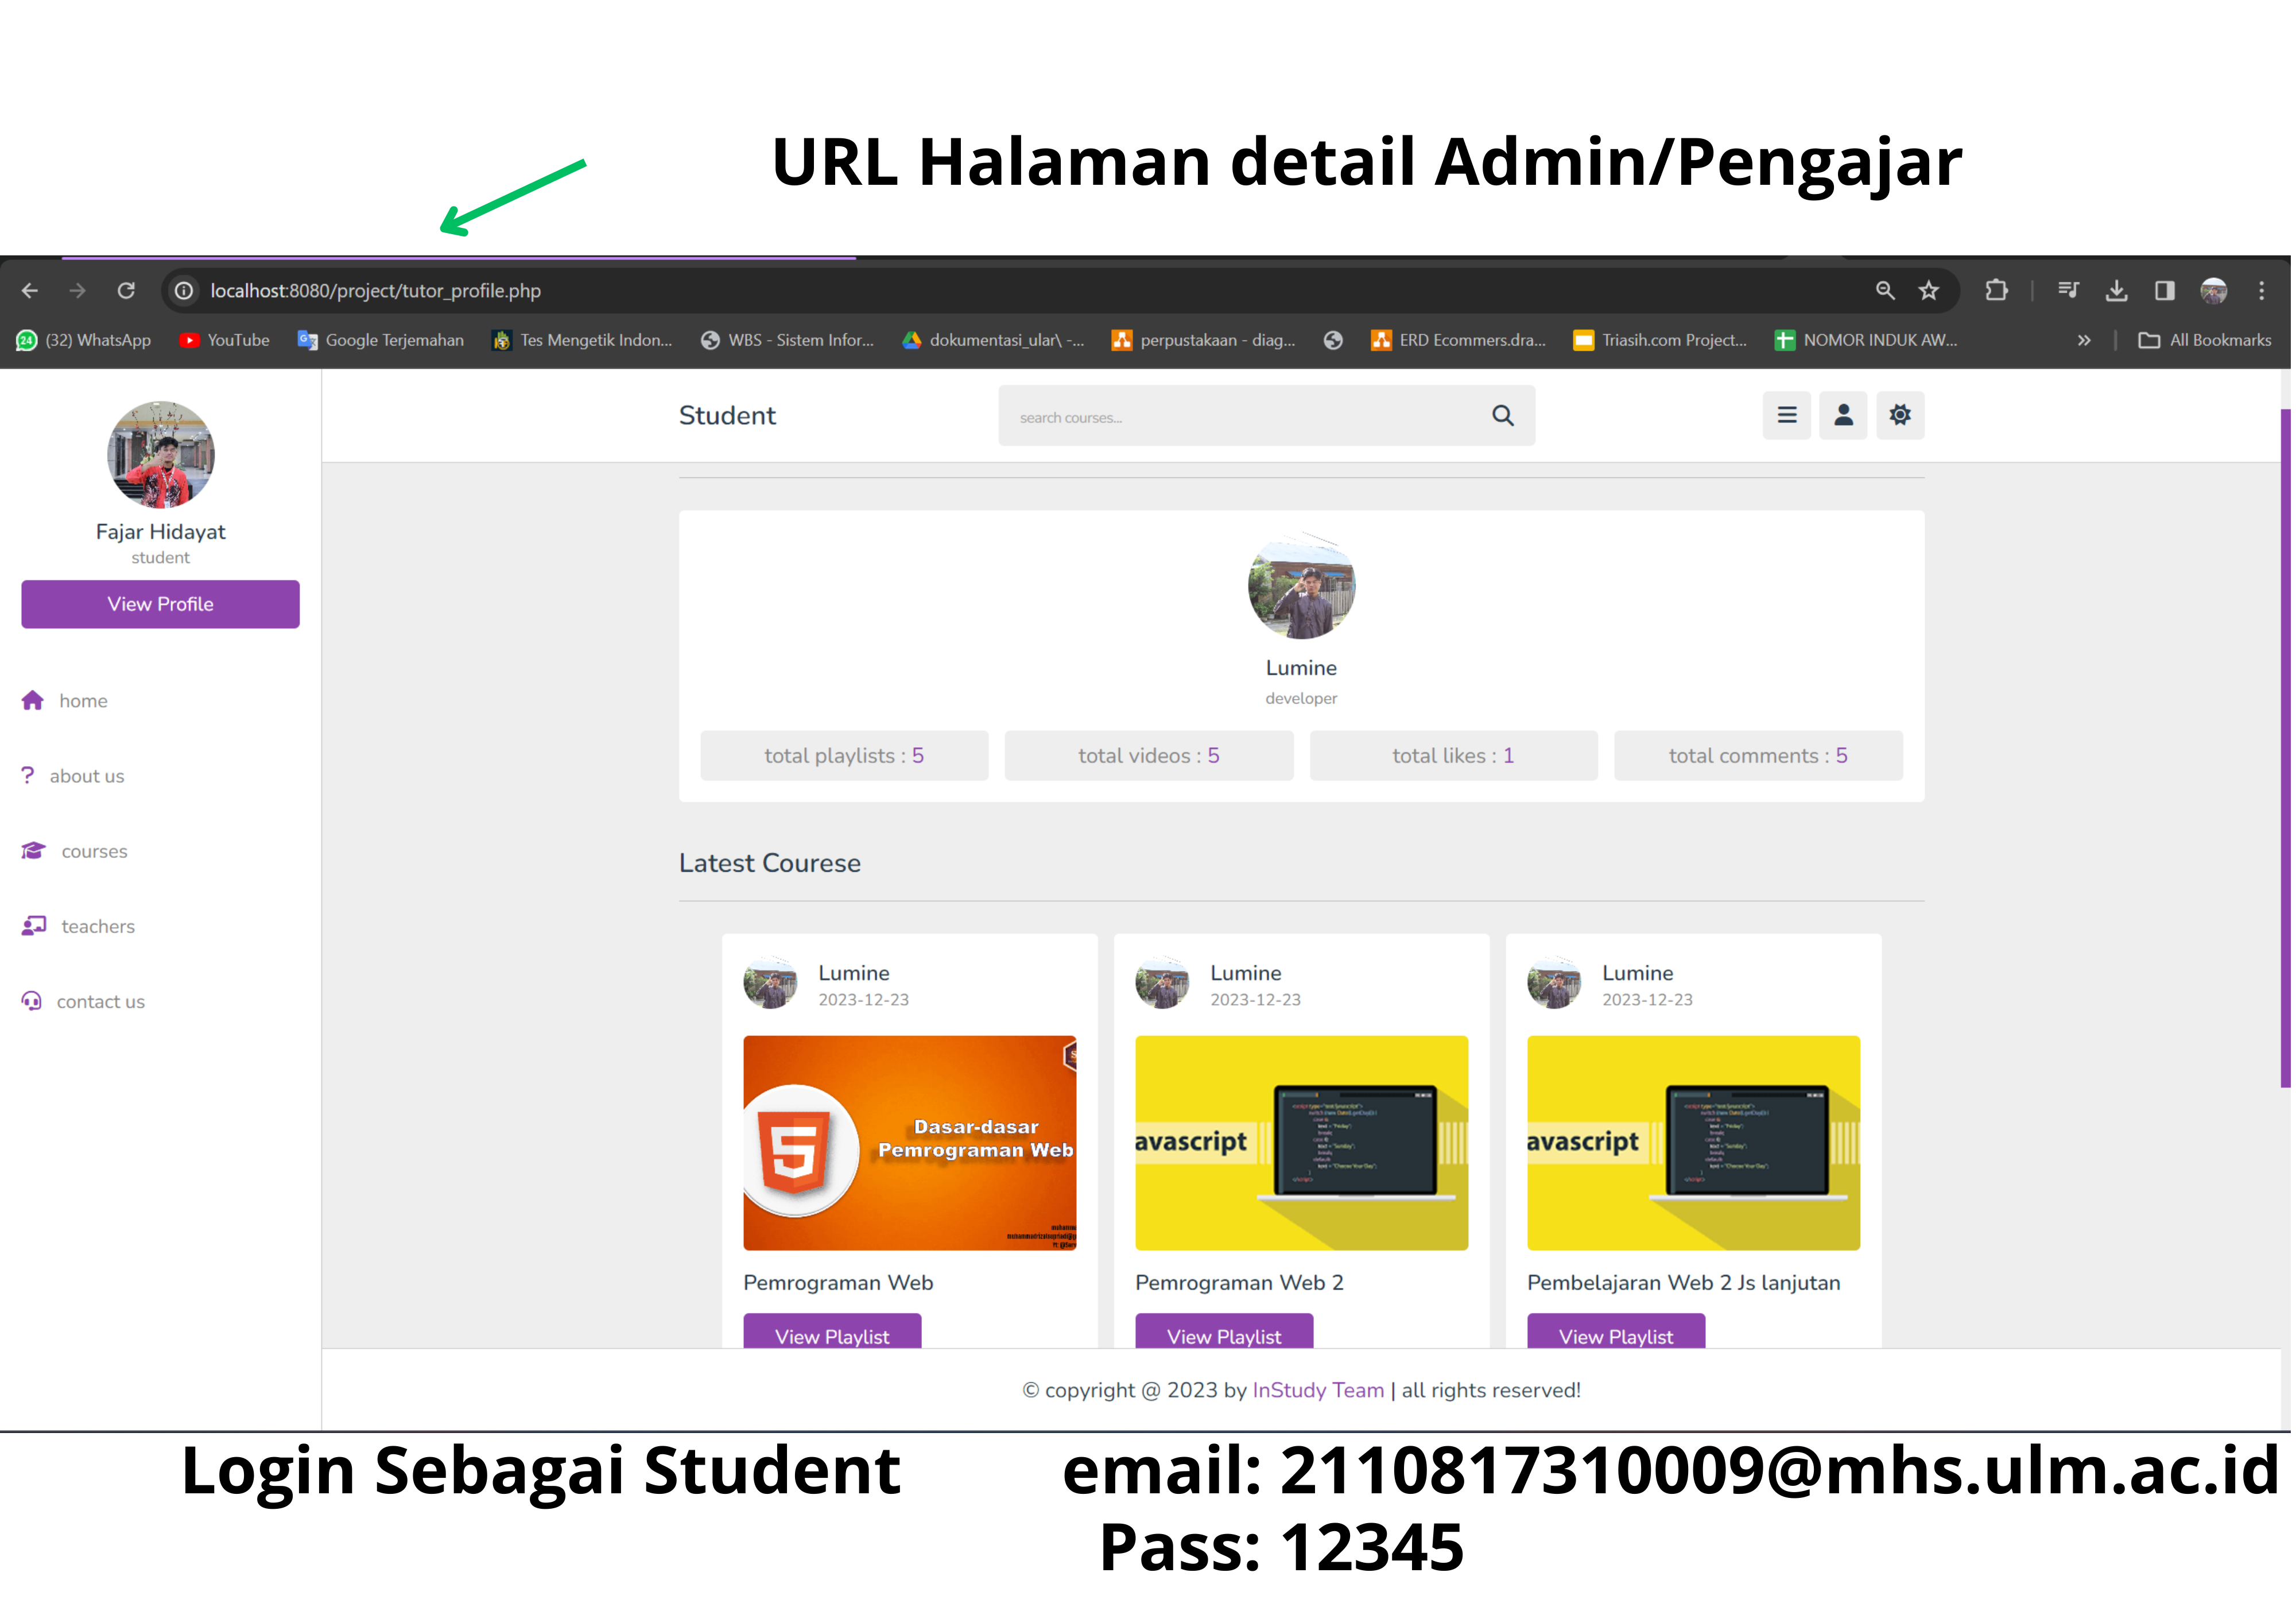 URL Halaman detail Admin/Pengajar
localhost:8080/project/tutor_profile.php
24 (32) WhatsApp YouTube Google Terjemahan Tes Mengetik Indon... WBS - Sistem Infor... dokumentasi_ular\ -... perpustakaan - diag... ERD Ecommers.dra... Triasih.com Project... NOMOR INDUK AW... » All Bookmarks
Student
search courses...
Fajar Hidayat
student
View Profile
home
about us
courses
teachers
contact us
Lumine
developer
total playlists : 5
total videos : 5
total likes : 1
total comments : 5
Latest Courese
Lumine
2023-12-23
Dasar-dasar
Pemrograman Web
Pemrograman Web
View Playlist
Lumine
2023-12-23
avascript
Pemrograman Web 2
View Playlist
Lumine
2023-12-23
avascript
Pembelajaran Web 2 Js lanjutan
View Playlist
© copyright @ 2023 by InStudy Team | all rights reserved!
Login Sebagai Student
email: 2110817310009@mhs.ulm.ac.id
Pass: 12345